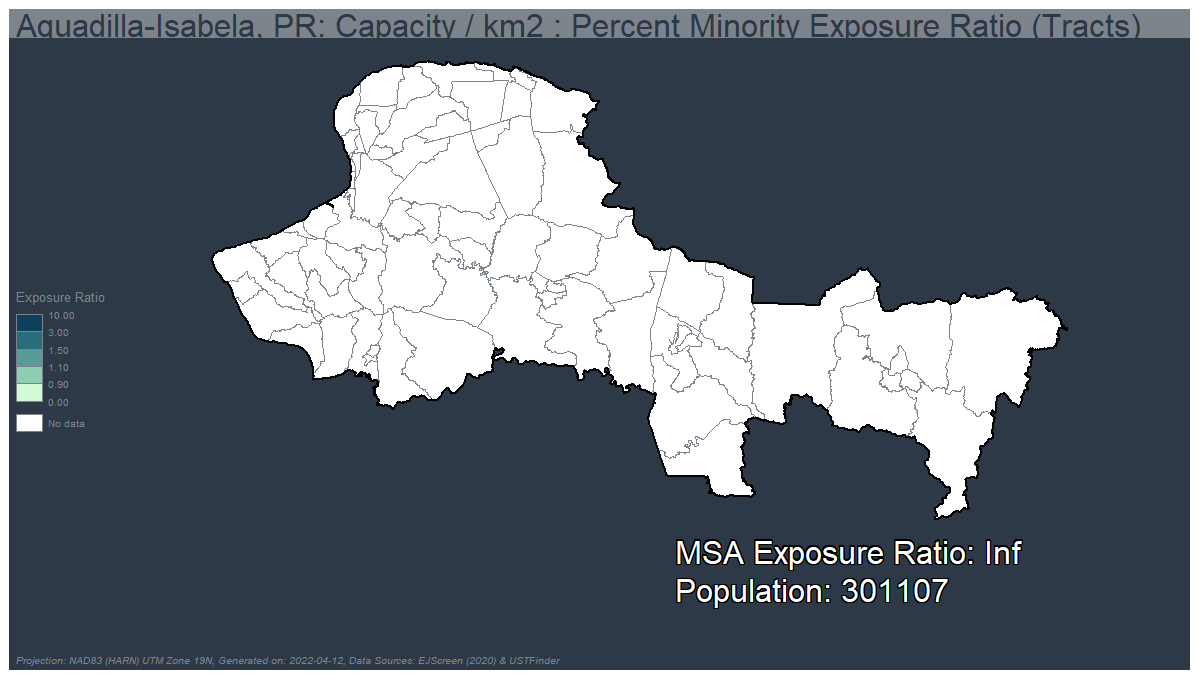 Aguadilla-Isabela, PR: Capacity / km2 : Percent Minority Exposure Ratio (Tracts)
Exposure Ratio
10.00
3.00
1.50
1.10
0.90
0.00
No data
MSA Exposure Ratio: Inf
Population: 301107
Projection: NAD83 (HARN) UTM Zone 19N, Generated on: 2022-04-12, Data Sources: EJScreen (2020) & USTFinder